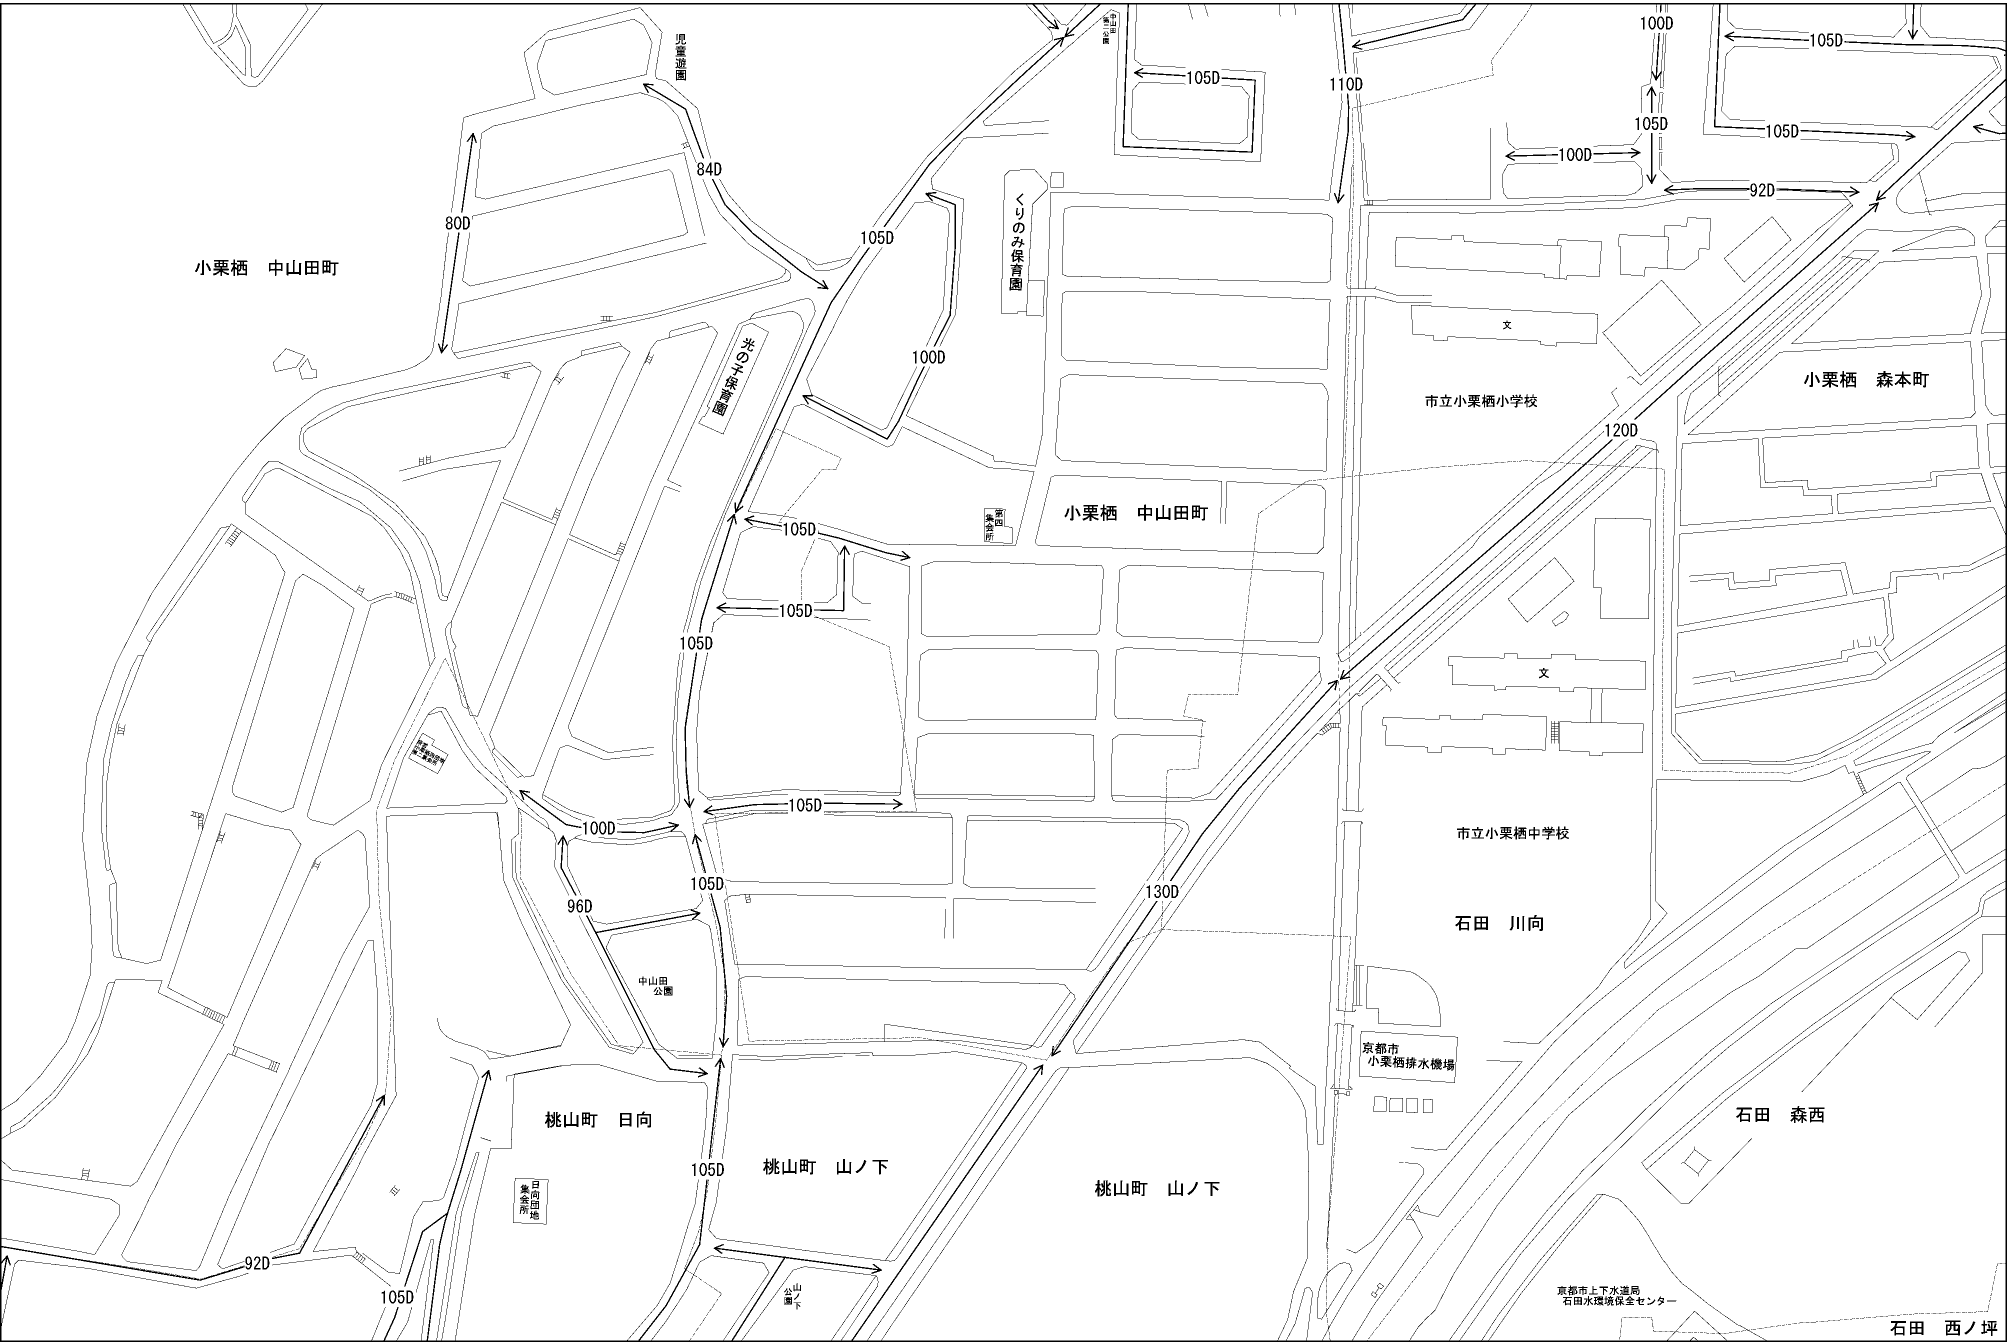 中山田
第二公園
100D
児童遊園
105D
105D
110D
105D
105D
100D
84D
92D
80D
105D
くりのみ保育園
小栗栖　中山田町
文
光の子保育園
100D
小栗栖　森本町
市立小栗栖小学校
120D
第四
集会所
小栗栖　中山田町
105D
105D
105D
文
105D
100D
市立小栗栖中学校
105D
130D
96D
石田　川向
中山田
公園
京都市
小栗栖排水機場
桃山町　日向
石田　森西
105D
桃山町　山ノ下
桃山町　山ノ下
日向団地
集会所
92D
105D
山ノ下
公園
京都市上下水道局
石田水環境保全センター
石田　西ノ坪